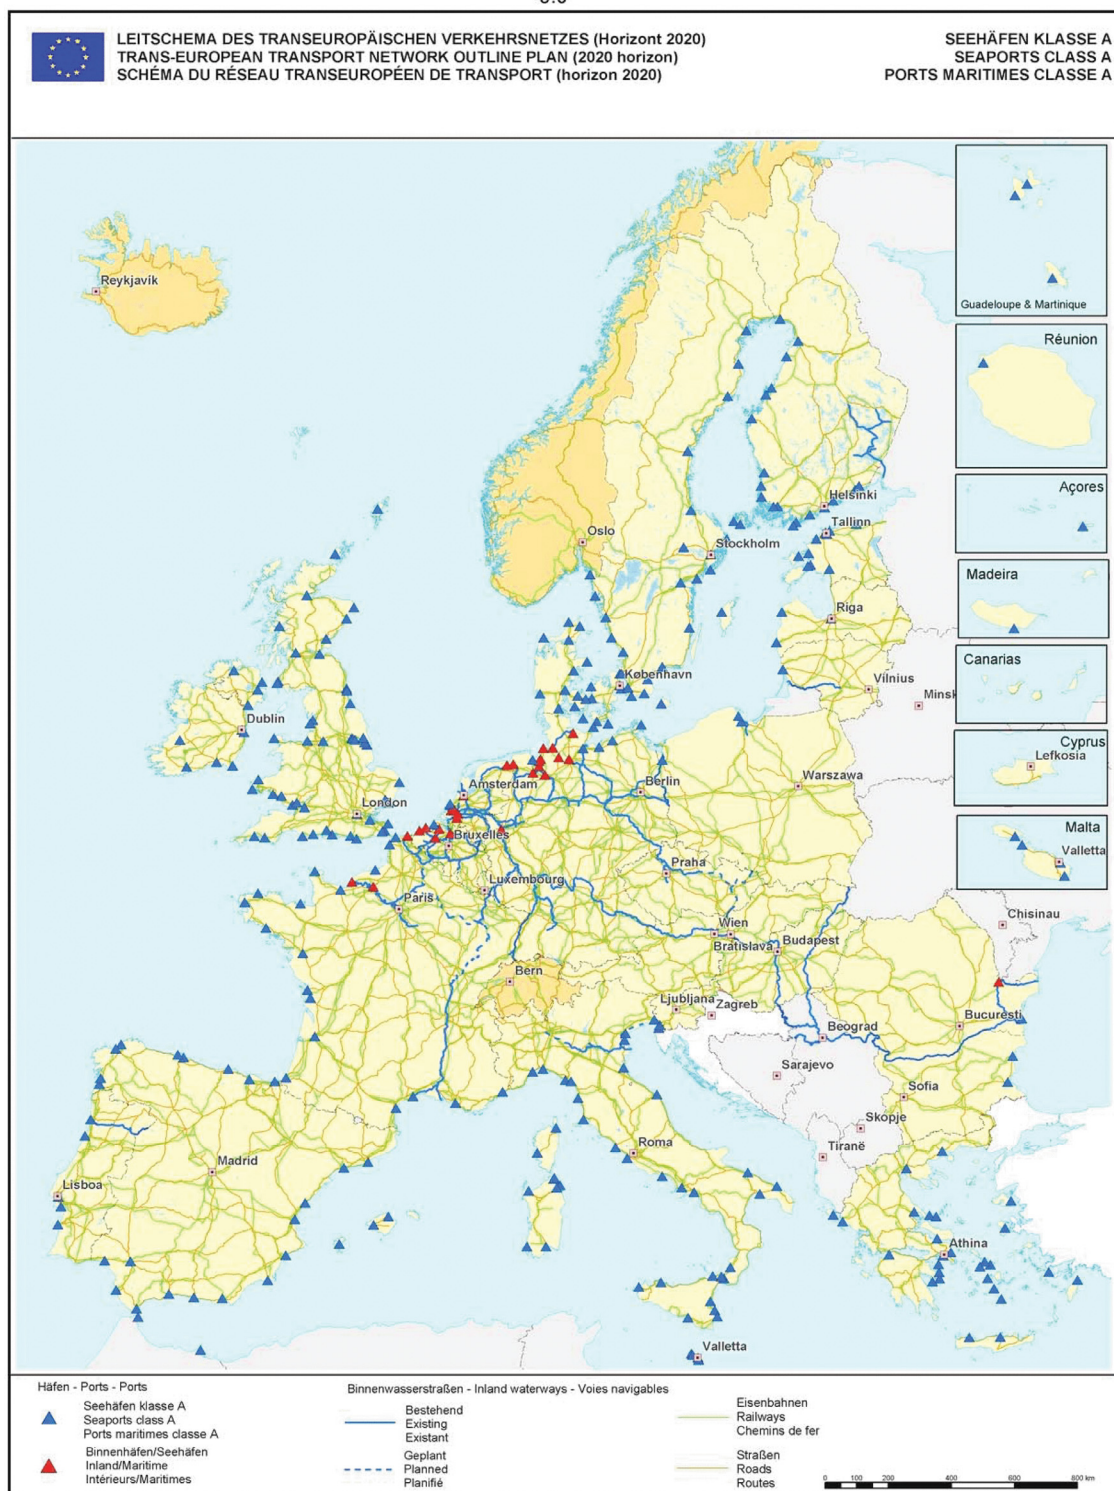 LEITSCHEMA DES TRANSEUROPÄISCHEN VERKEHRSNETZES (Horizont 2020)
TRANS-EUROPEAN TRANSPORT NETWORK OUTLINE PLAN (2020 horizon)
SCHÉMA DU RÉSEAU TRANSEUROPÉEN DE TRANSPORT (horizon 2020)
SEEHÄFEN KLASSE A
SEAPORTS CLASS A
PORTS MARITIMES CLASSE A
Guadeloupe & Martinique
Reykjavík
Réunion
Açores
Helsinki
Oslo
Tallinn
Stockholm
Madeira
Riga
Canarias
København
Vilnius
Minsk
Dublin
Cyprus
Lefkosia
Amsterdam
Berlin
Warszawa
London
Malta
Valletta
Bruxelles
Praha
Luxembourg
Paris
Chisinau
Wien
Bratislava
Budapest
Bern
Ljubljana
Zagreb
Bucuresti
Beograd
Sarajevo
Sofia
Skopje
Tiranë
Roma
Madrid
Lisboa
Athina
Valletta
Häfen - Ports - Ports
Seehäfen klasse A
Seaports class A
Ports maritimes classe A
Binnenhäfen/Seehäfen
Inland/Maritime
Intérieurs/Maritimes
Binnenwasserstraßen - Inland waterways - Voies navigables
Bestehend
Existing
Existant
Geplant
Planned
Planifié
Eisenbahnen
Railways
Chemins de fer
Straßen
Roads
Routes
0 100 200 400 600 800 km